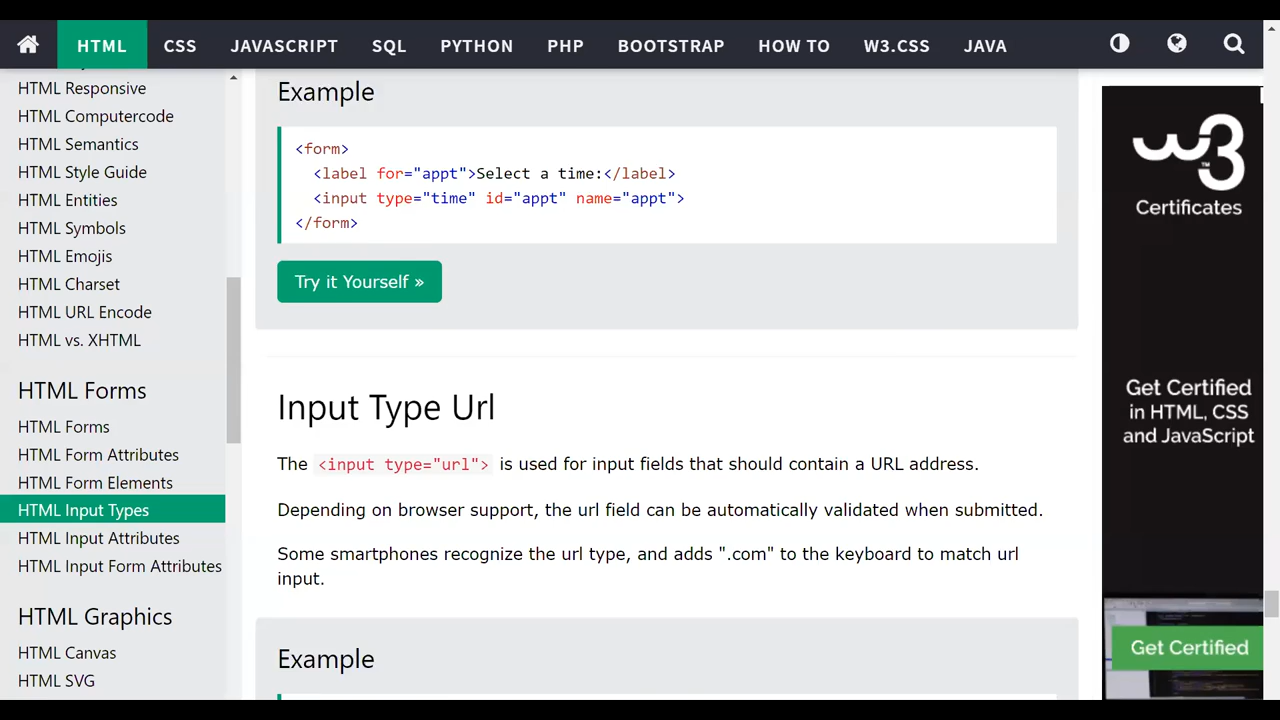 HTML
CSS
JAVASCRIPT
SQL
PYTHON
PHP
BOOTSTRAP
HOW TO
W3.CSS
JAVA
HTML Responsive
HTML Computercode
HTML Semantics
HTML Style Guide
HTML Entities
HTML Symbols
HTML Emojis
HTML Charset
HTML URL Encode
HTML vs. XHTML
HTML Forms
HTML Forms
HTML Form Attributes
HTML Form Elements
HTML Input Types
HTML Input Attributes
HTML Input Form Attributes
HTML Graphics
HTML Canvas
HTML SVG
Example
<form>
<label for="appt">Select a time:</label>
<input type="time" id="appt" name="appt">
</form>
Try it Yourself »
Input Type Url
The <input type="url"> is used for input fields that should contain a URL address.
Depending on browser support, the url field can be automatically validated when submitted.
Some smartphones recognize the url type, and adds ".com" to the keyboard to match url
input.
Example
w3
™
Certificates
Get Certified
in HTML, CSS
and JavaScript
Get Certified